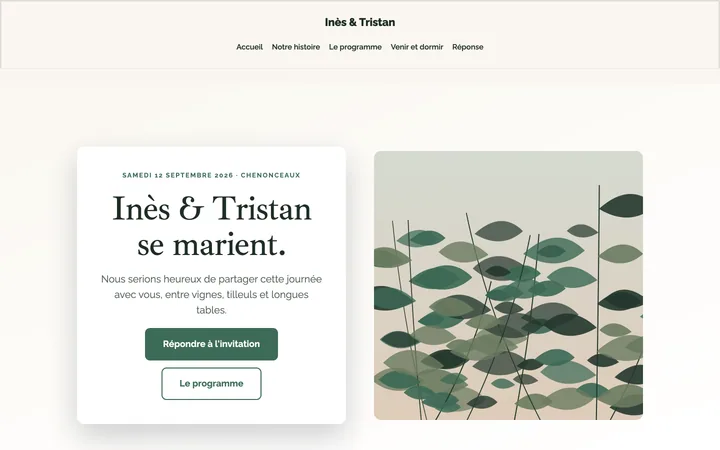 Inès & Tristan
Accueil Notre histoire Le programme Venir et dormir Réponse
SAMEDI 12 SEPTEMBRE 2026 · CHENONCEAUX
Inès & Tristan
se marient.
Nous serions heureux de partager cette journée
avec vous, entre vignes, tilleuls et longues
tables.
Répondre à l'invitation
Le programme